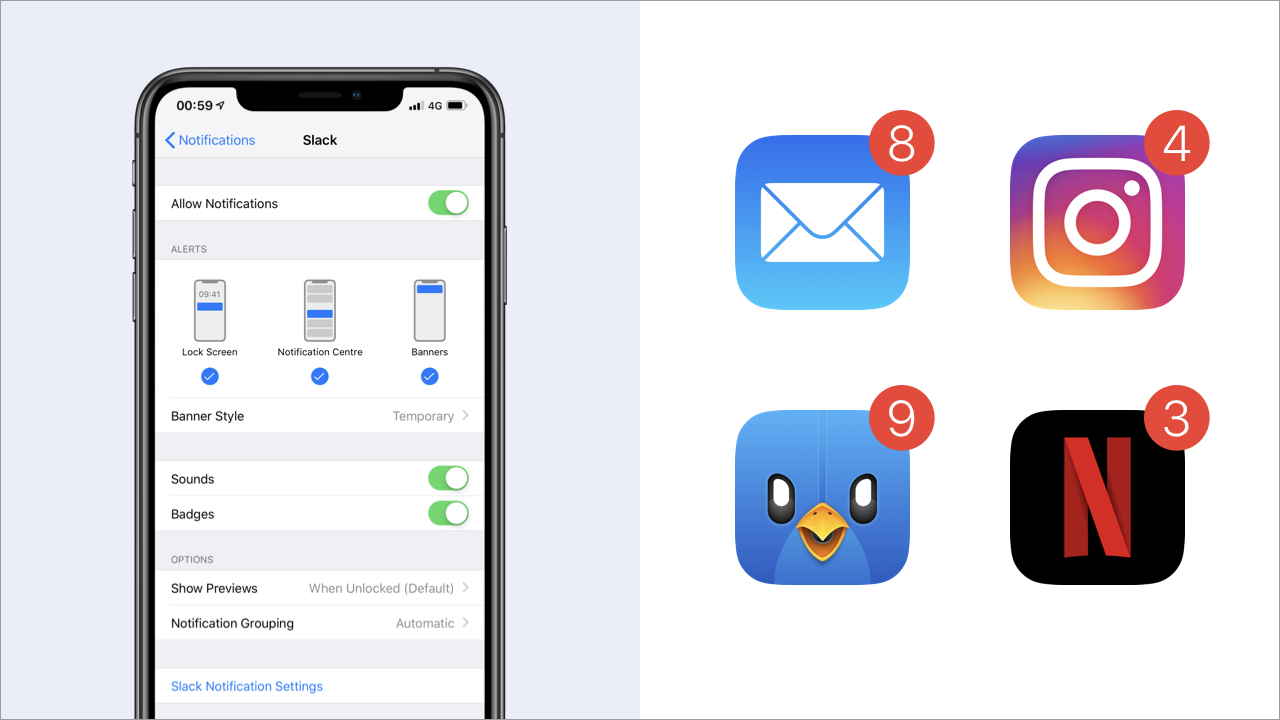 00:59 4G
Notifications Slack
Allow Notifications
ALERTS
09:41
Lock Screen Notification Centre Banners
Banner Style Temporary
Sounds
Badges
OPTIONS
Show Previews When Unlocked (Default)
Notification Grouping Automatic
Slack Notification Settings
8 4
9 3
N